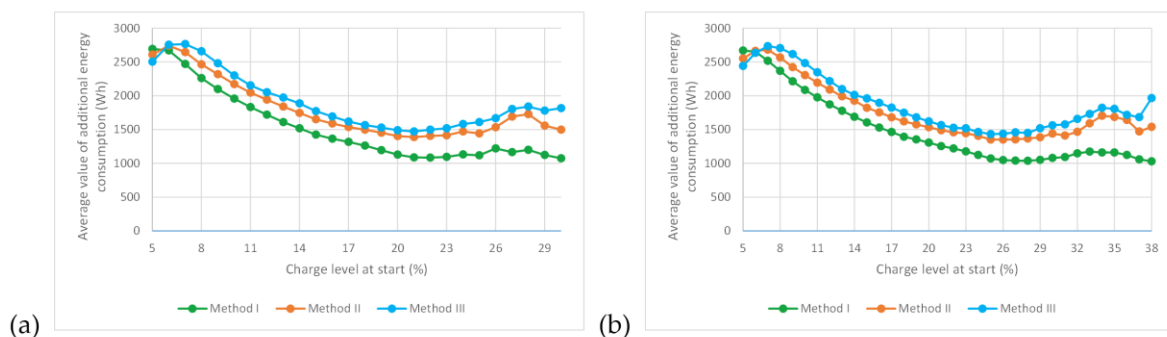 Average value of additional energy
consumption (Wh)
3000
2500
2000
1500
1000
500
0
5 8 11 14 17 20 23 26 29
Charge level at start (%)
Method I Method II Method III
(a)
Average value of additional energy
consumption (Wh)
3000
2500
2000
1500
1000
500
0
5 8 11 14 17 20 23 26 29 32 35 38
Charge level at start (%)
Method I Method II Method III
(b)